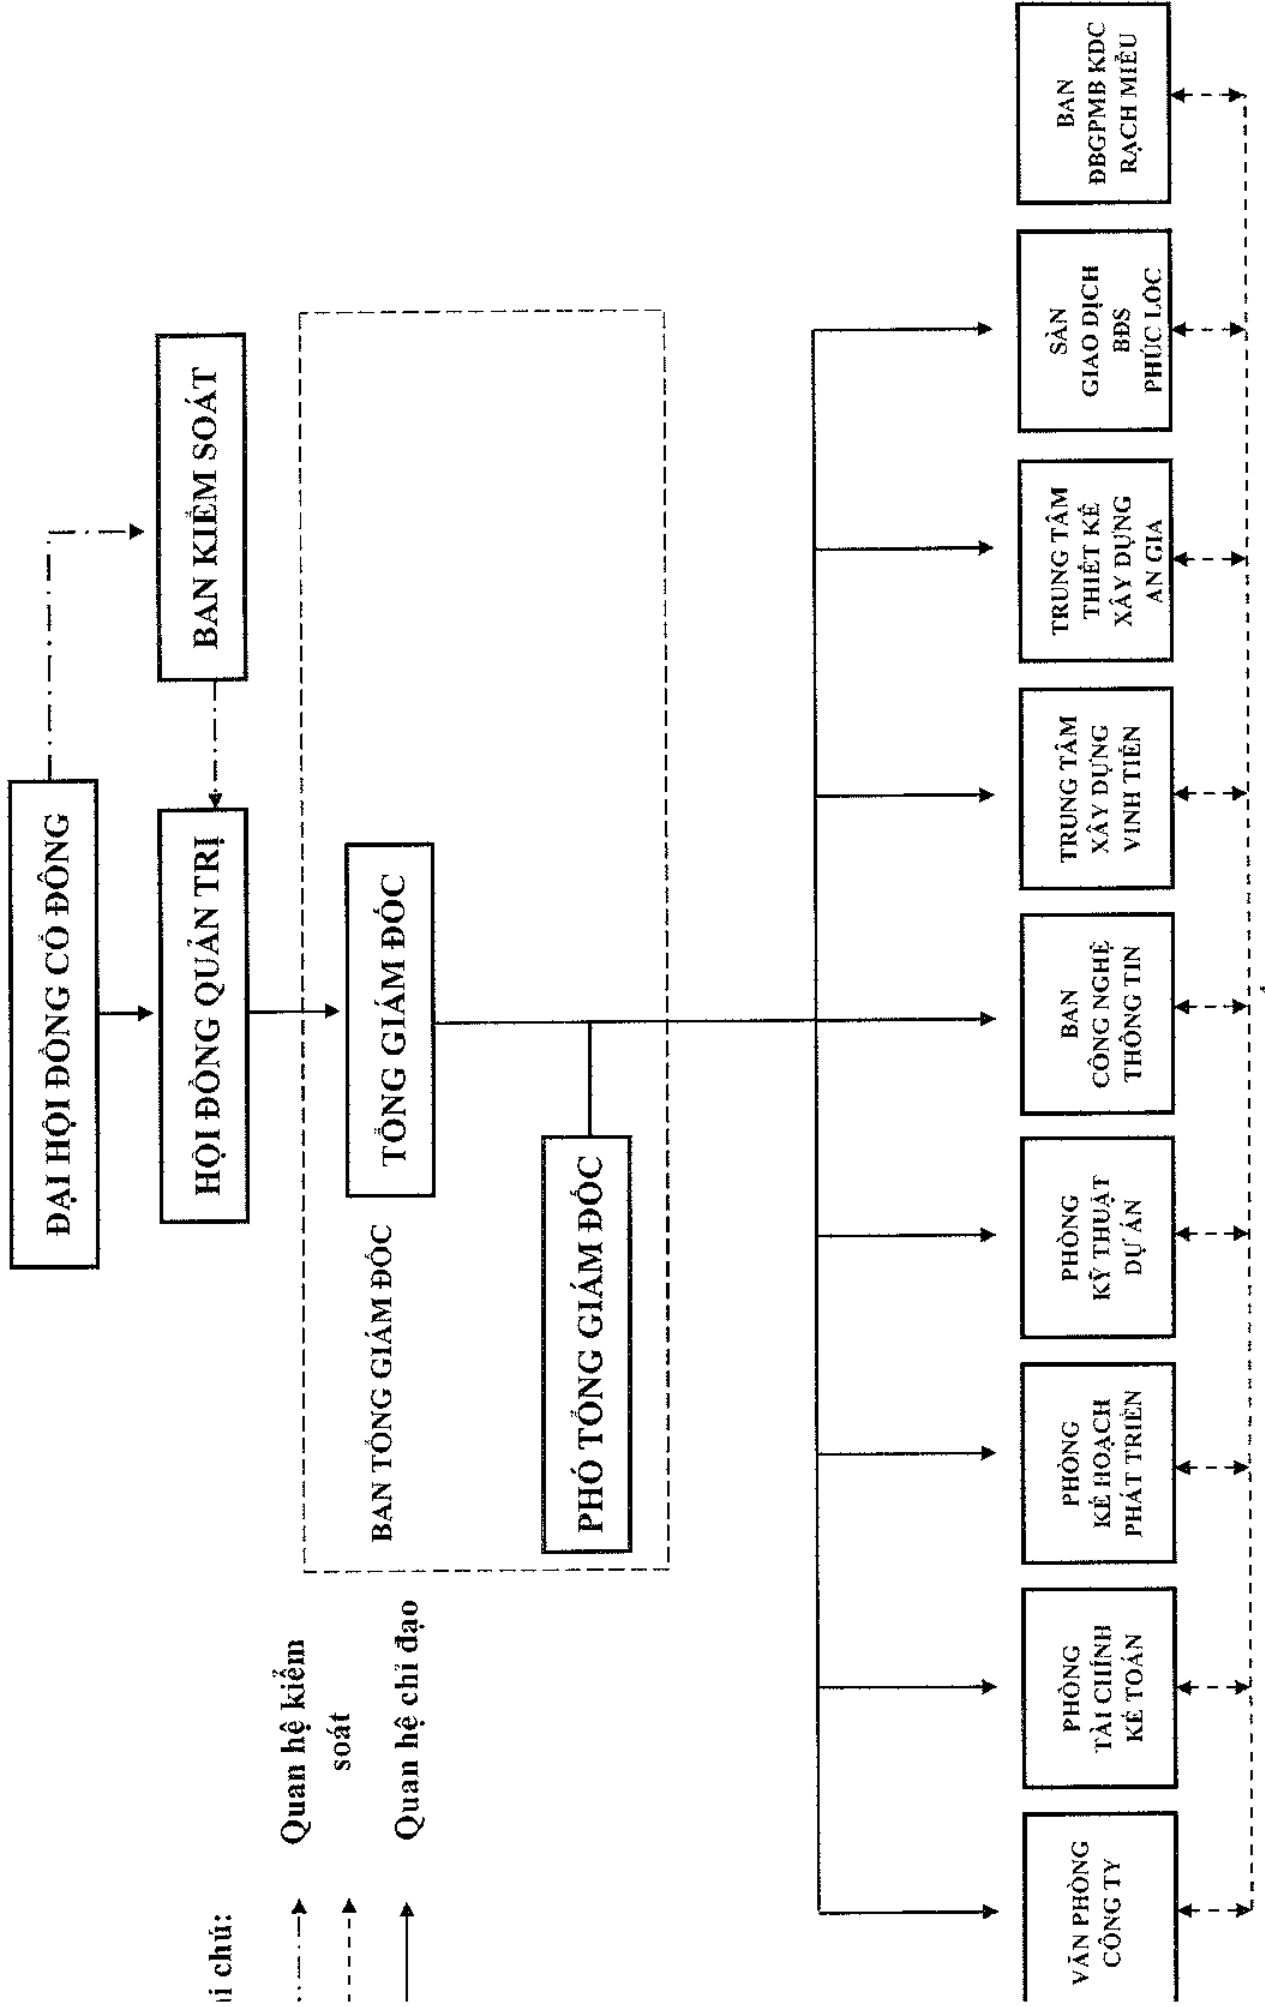 ĐẠI HỘI ĐỒNG CỔ ĐÔNG
BAN KIỂM SOÁT
HỘI ĐỒNG QUẢN TRỊ
BAN TỔNG GIÁM ĐỐC
TỔNG GIÁM ĐỐC
PHÓ TỔNG GIÁM ĐỐC
chú:
Quan hệ kiểm
soát
Quan hệ chỉ đạo
VĂN PHÒNG
CÔNG TY
PHÒNG
TÀI CHÍNH
KẾ TOÁN
PHÒNG
KẾ HOẠCH
PHÁT TRIỂN
PHÒNG
KỸ THUẬT
DỰ ÁN
BAN
CÔNG NGHỆ
THÔNG TIN
TRUNG TÂM
XÂY DỰNG
VINH TIẾN
TRUNG TÂM
THIẾT KẾ
XÂY DỰNG
AN GIA
SÀN
GIAO DỊCH
BĐS
PHÚC LỘC
BAN
ĐBGPMB KDC
RẠCH MIỄU